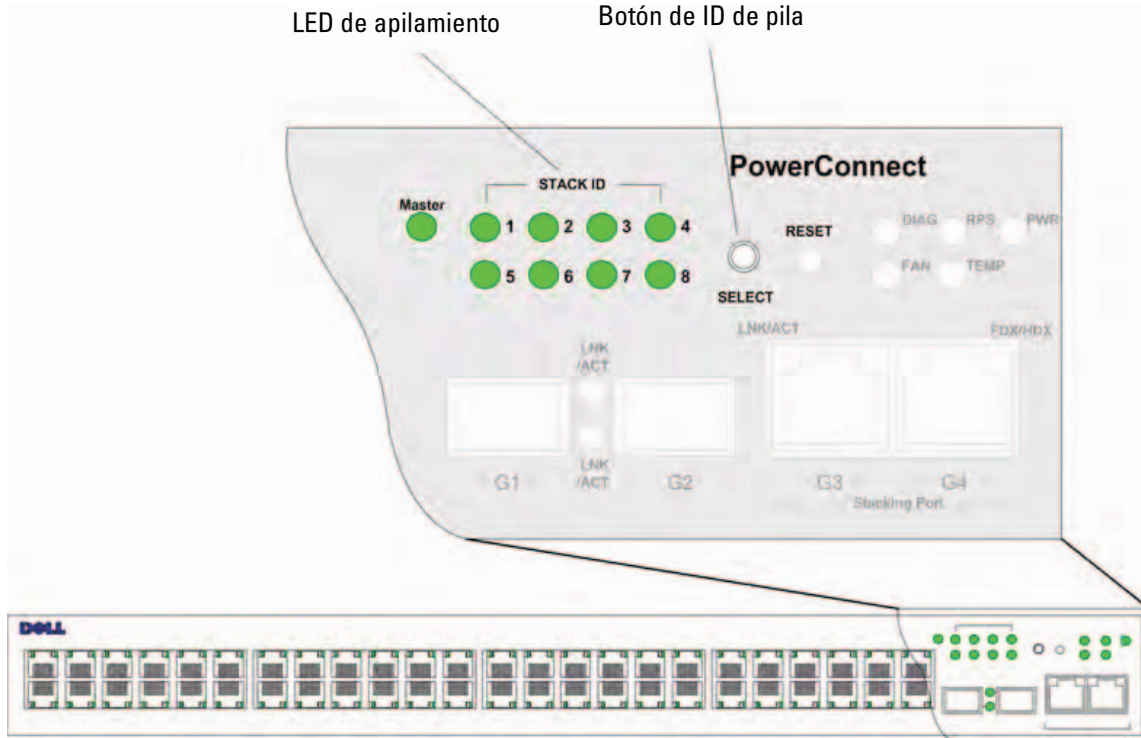 LED de apilamiento
Botón de ID de pila
PowerConnect
STACK ID
Master
1 2 3 4
5 6 7 8
SELECT
RESET
DIAG RPS PWR
FAN TEMP
LNK/ACT
FDX/HDX
LNK
/ACT
LNK
/ACT
G1
G2
G3
G4
Stacking Port
DELL